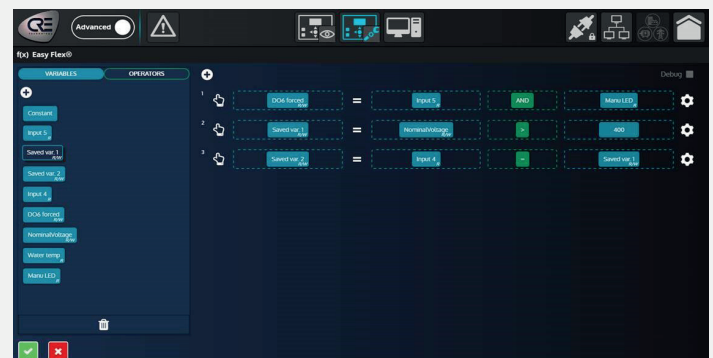 CRE
Advanced
f(x) Easy Flex®
VARIABLES OPERATORS
Debug
Constant
Input 5
Saved var. 1 R/W
Saved var. 2 R/W
Input 4 R
DO6 forced R/W
NominalVoltage R/W
Water temp R
Manu LED R
1 DO6 forced R/W = Input 5 R AND Manu LED R
2 Saved var. 1 R/W = NominalVoltage R/W > 400
3 Saved var. 2 R/W = Input 4 R - Saved var. 1 R/W